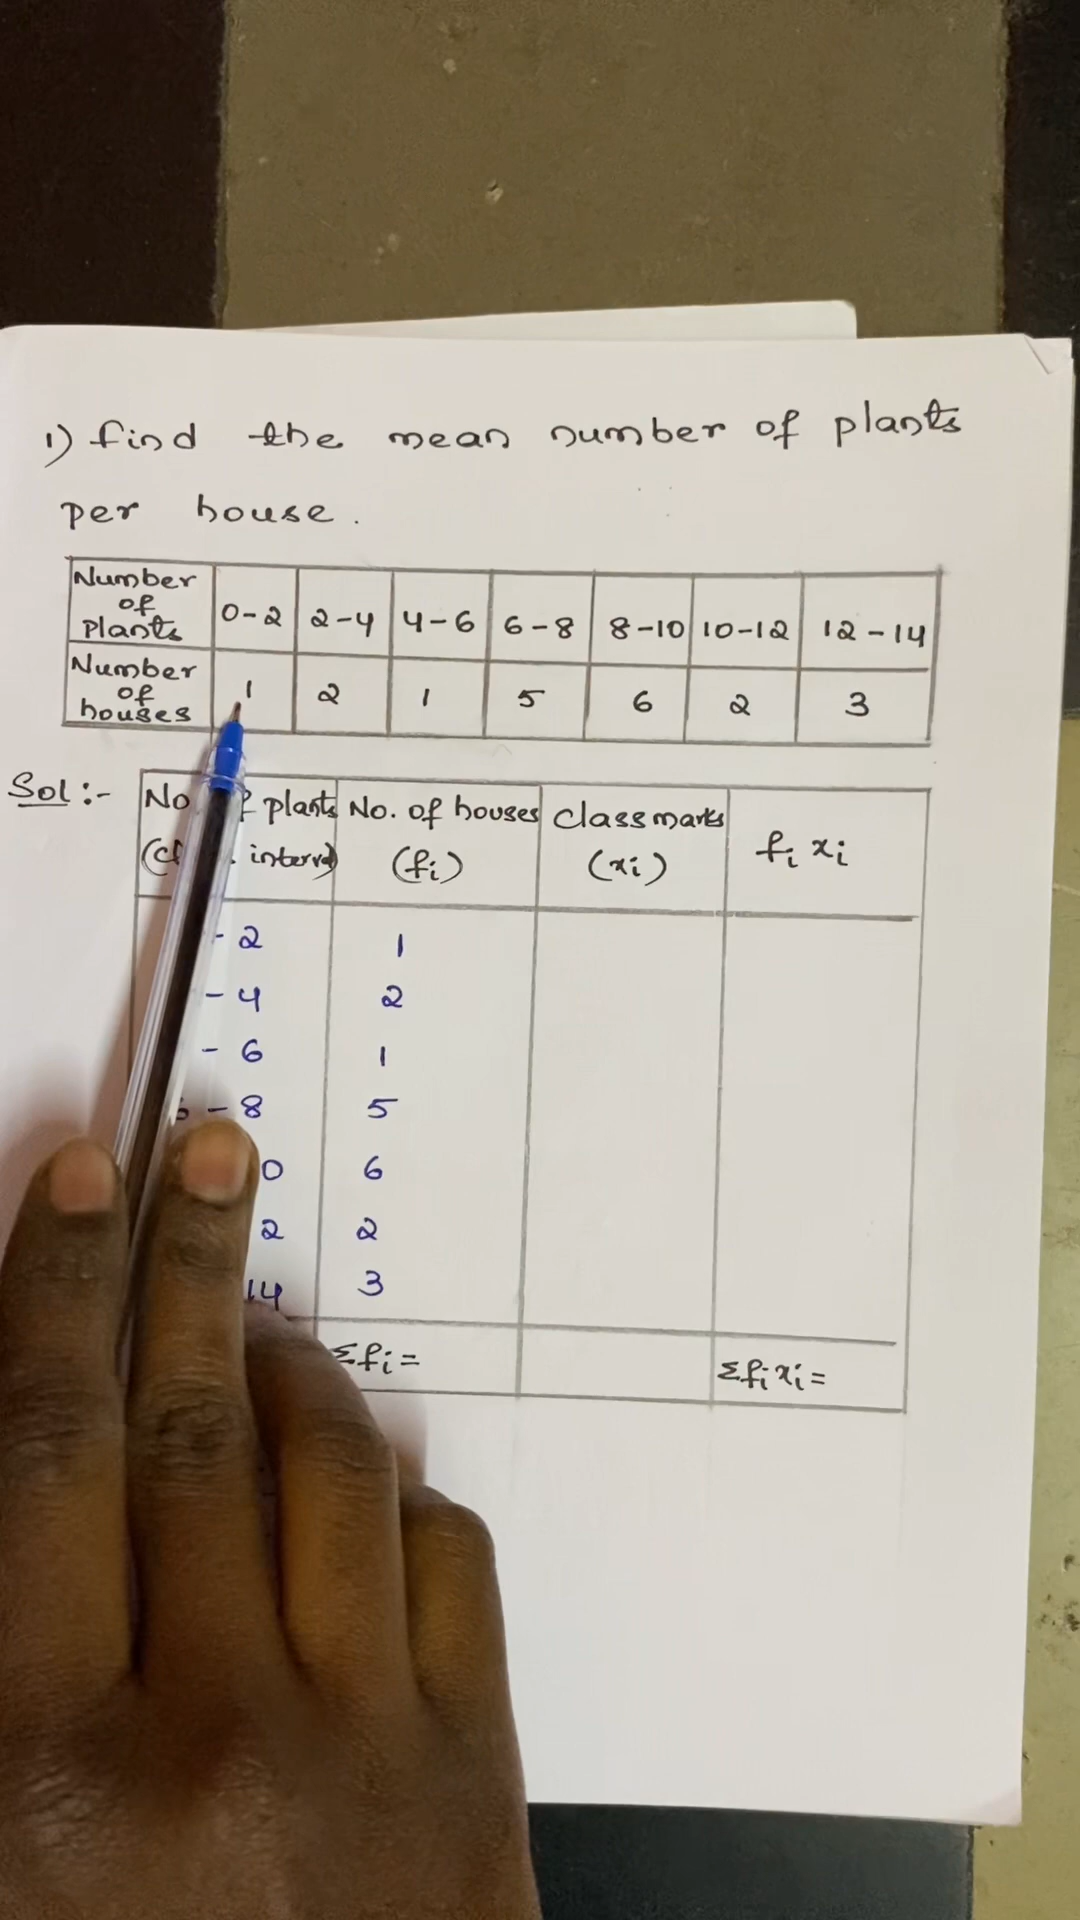 1) find the mean number of plants
per house.
Number of plants 0-2 2-4 4-6 6-8 8-10 10-12 12-14
Number of houses 1 2 1 5 6 2 3
Sol:- No plants No. of houses class marks fi xi
interval (fi) (xi)
- 2 1
- 4 2
- 6 1
6 - 8 5
0 6
2 2
14 3
Σfi = Σfi xi =